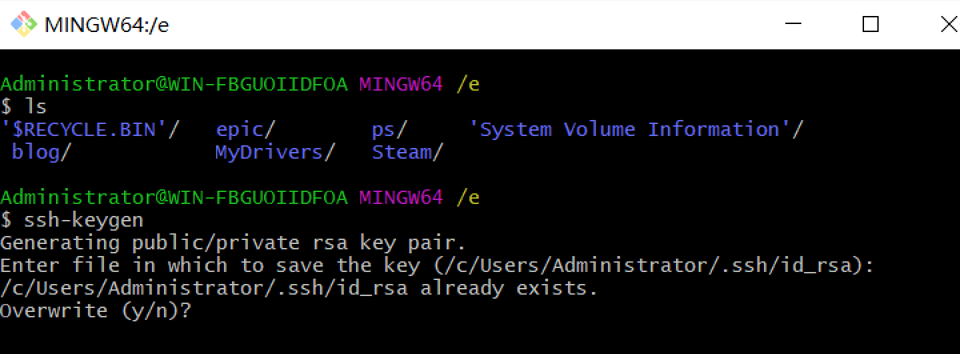 MINGW64:/e
Administrator@WIN-FBGUOIIDFOA MINGW64 /e
$ ls
'$RECYCLE.BIN'/ epic/ ps/ 'System Volume Information'/
blog/ MyDrivers/ Steam/
Administrator@WIN-FBGUOIIDFOA MINGW64 /e
$ ssh-keygen
Generating public/private rsa key pair.
Enter file in which to save the key (/c/Users/Administrator/.ssh/id_rsa):
/c/Users/Administrator/.ssh/id_rsa already exists.
Overwrite (y/n)?